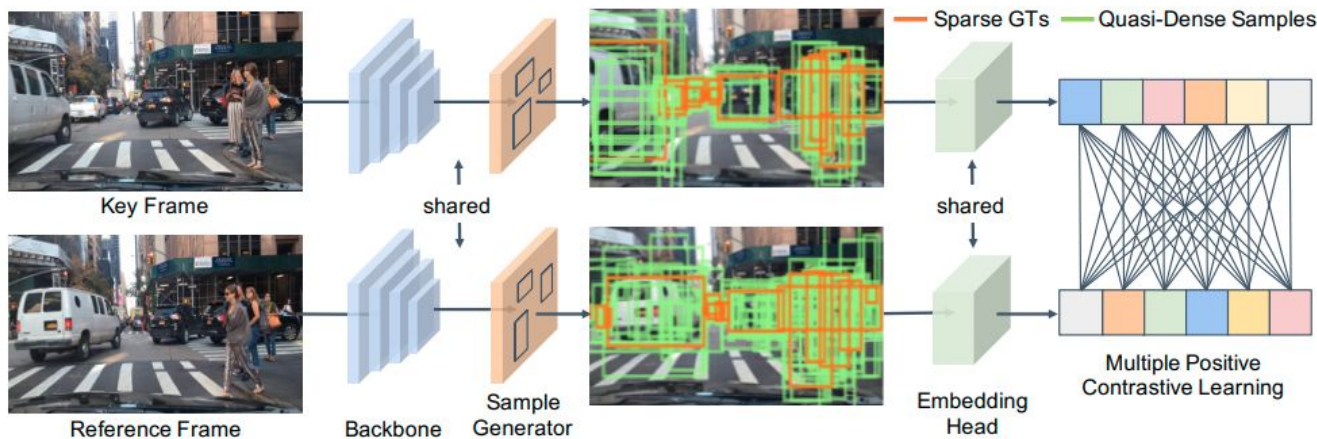 Sparse GTs
Quasi-Dense Samples
Key Frame
shared
shared
Reference Frame
Backbone
Sample
Generator
Embedding
Head
Multiple Positive
Contrastive Learning